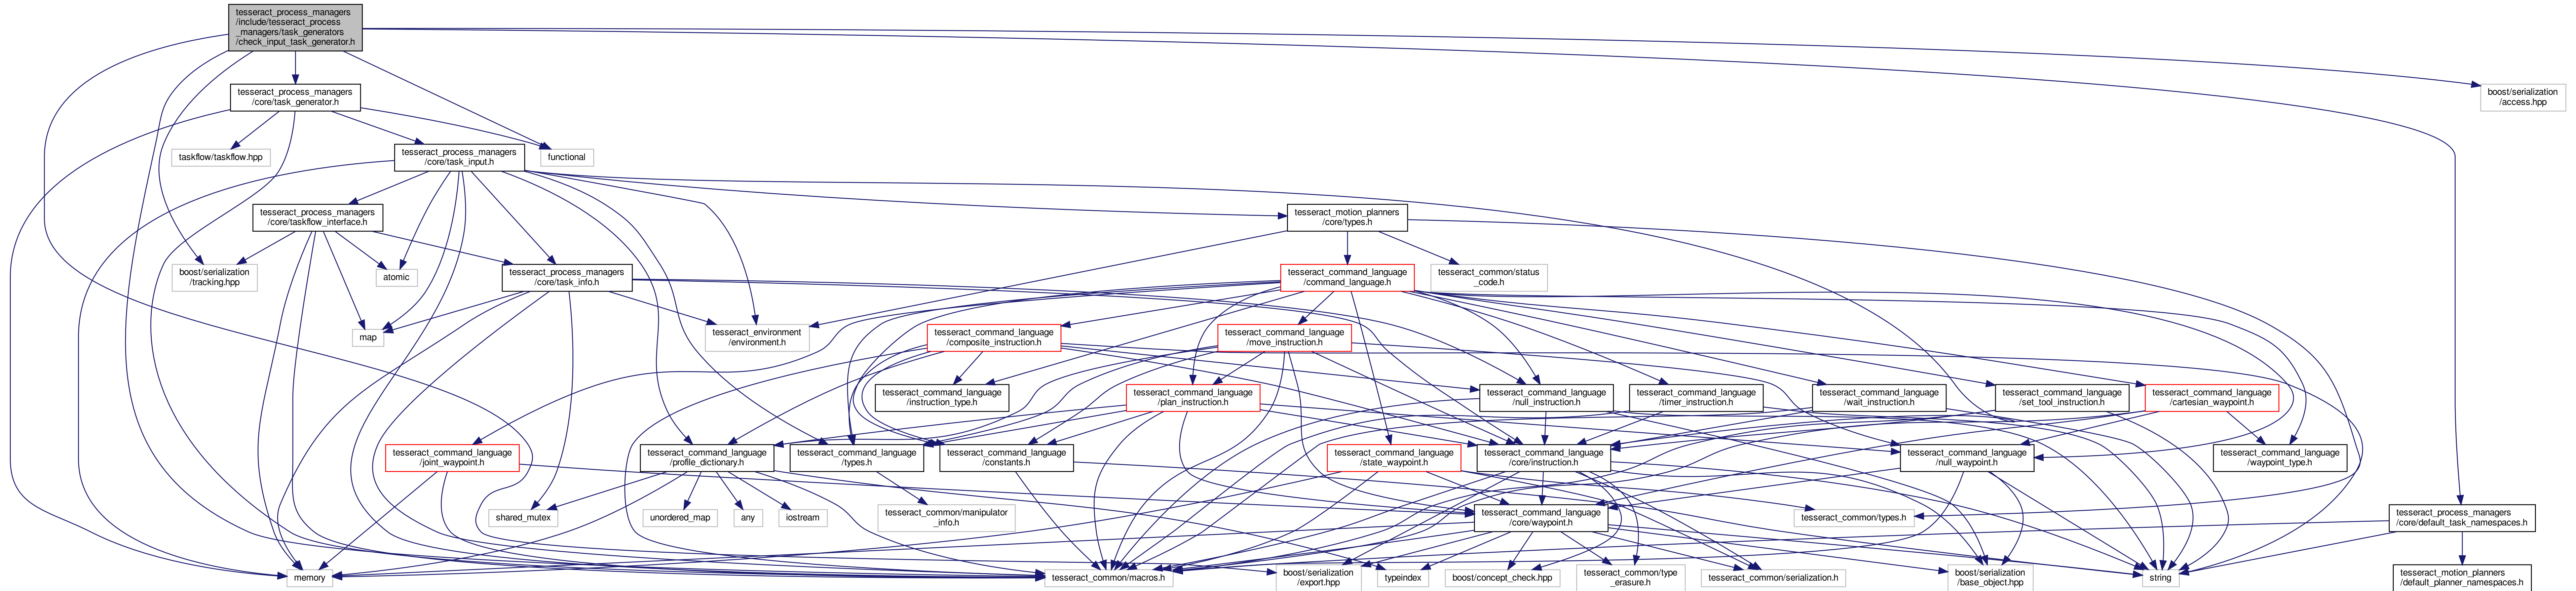 tesseract_process_managers
/include/tesseract_process
_managers/task_generators
/check_input_task_generator.h
tesseract_process_managers
/core/task_generator.h
boost/serialization
/access.hpp
taskflow/taskflow.hpp
tesseract_process_managers
/core/task_input.h
functional
tesseract_process_managers
/core/taskflow_interface.h
tesseract_motion_planners
/core/types.h
boost/serialization
/tracking.hpp
atomic
tesseract_process_managers
/core/task_info.h
tesseract_command_language
/command_language.h
tesseract_common/status
_code.h
map
tesseract_environment
/environment.h
tesseract_command_language
/composite_instruction.h
tesseract_command_language
/move_instruction.h
tesseract_command_language
/instruction_type.h
tesseract_command_language
/plan_instruction.h
tesseract_command_language
/null_instruction.h
tesseract_command_language
/timer_instruction.h
tesseract_command_language
/wait_instruction.h
tesseract_command_language
/set_tool_instruction.h
tesseract_command_language
/cartesian_waypoint.h
tesseract_command_language
/joint_waypoint.h
tesseract_command_language
/profile_dictionary.h
tesseract_command_language
/types.h
tesseract_command_language
/constants.h
tesseract_command_language
/state_waypoint.h
tesseract_command_language
/core/instruction.h
tesseract_command_language
/null_waypoint.h
tesseract_command_language
/waypoint_type.h
shared_mutex
unordered_map
any
iostream
tesseract_common/manipulator
_info.h
tesseract_command_language
/core/waypoint.h
tesseract_common/types.h
tesseract_process_managers
/core/default_task_namespaces.h
memory
tesseract_common/macros.h
boost/serialization
/export.hpp
typeindex
boost/concept_check.hpp
tesseract_common/type
_erasure.h
tesseract_common/serialization.h
boost/serialization
/base_object.hpp
string
tesseract_motion_planners
/default_planner_namespaces.h